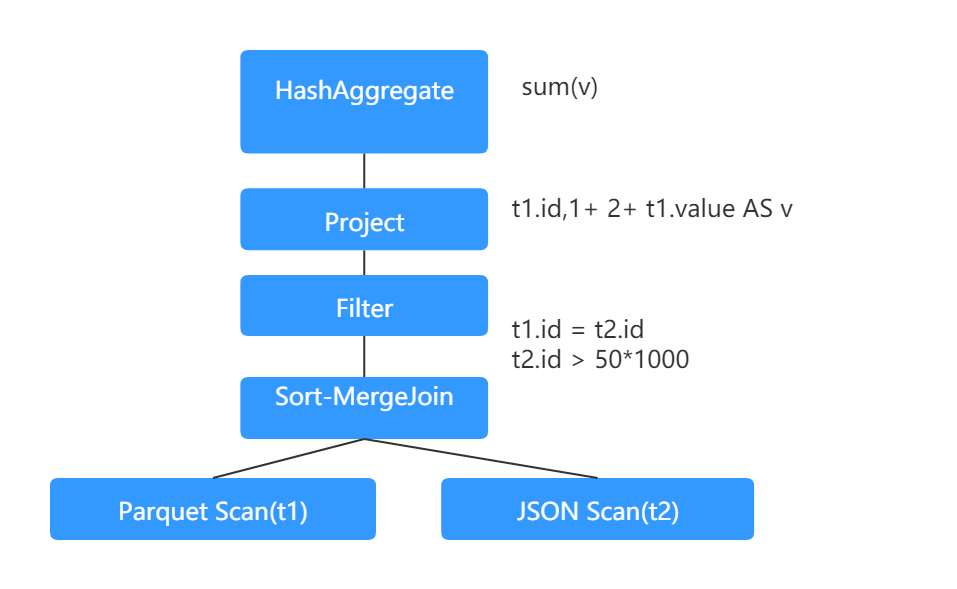 HashAggregate
sum(v)
Project
t1.id,1+ 2+ t1.value AS v
Filter
t1.id = t2.id
t2.id > 50*1000
Sort-MergeJoin
Parquet Scan(t1)
JSON Scan(t2)